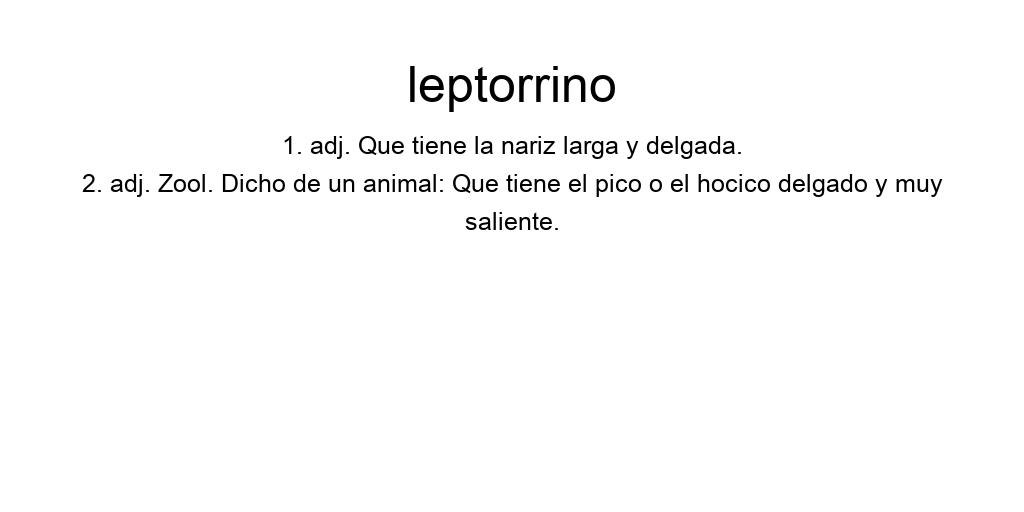 leptorrino
1. adj. Que tiene la nariz larga y delgada.
2. adj. Zool. Dicho de un animal: Que tiene el pico o el hocico delgado y muy
saliente.